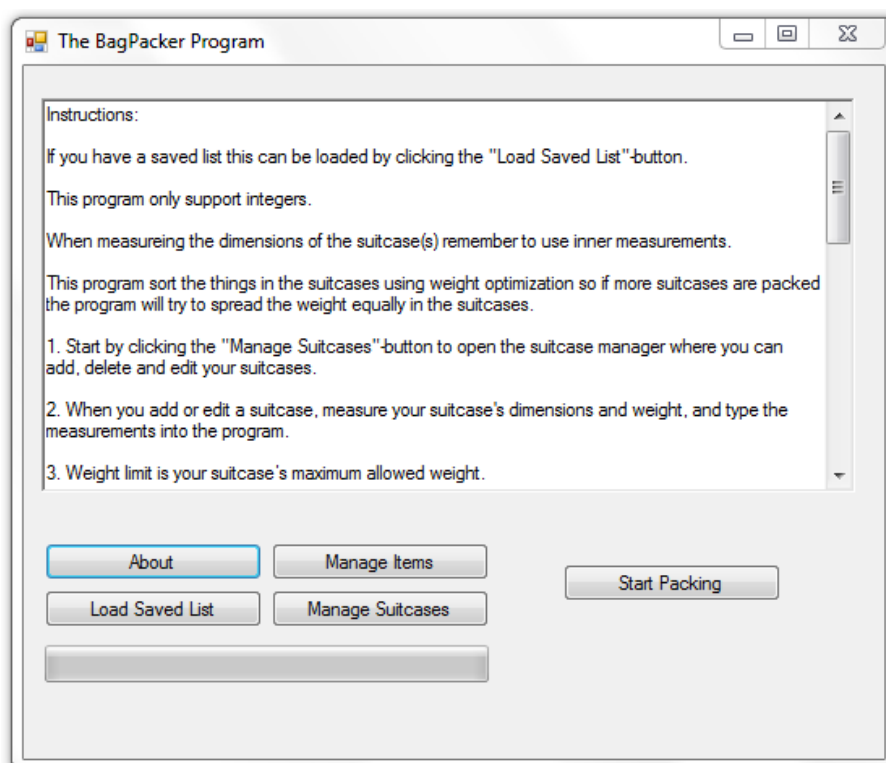 The BagPacker Program
Instructions:
If you have a saved list this can be loaded by clicking the "Load Saved List"-button.
This program only support integers.
When measureing the dimensions of the suitcase(s) remember to use inner measurements.
This program sort the things in the suitcases using weight optimization so if more suitcases are packed
the program will try to spread the weight equally in the suitcases.
1. Start by clicking the "Manage Suitcases"-button to open the suitcase manager where you can
add, delete and edit your suitcases.
2. When you add or edit a suitcase, measure your suitcase's dimensions and weight, and type the
measurements into the program.
3. Weight limit is your suitcase's maximum allowed weight.
About
Manage Items
Start Packing
Load Saved List
Manage Suitcases